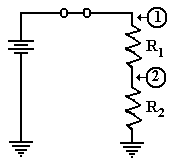 ①
R₁
②
R₂